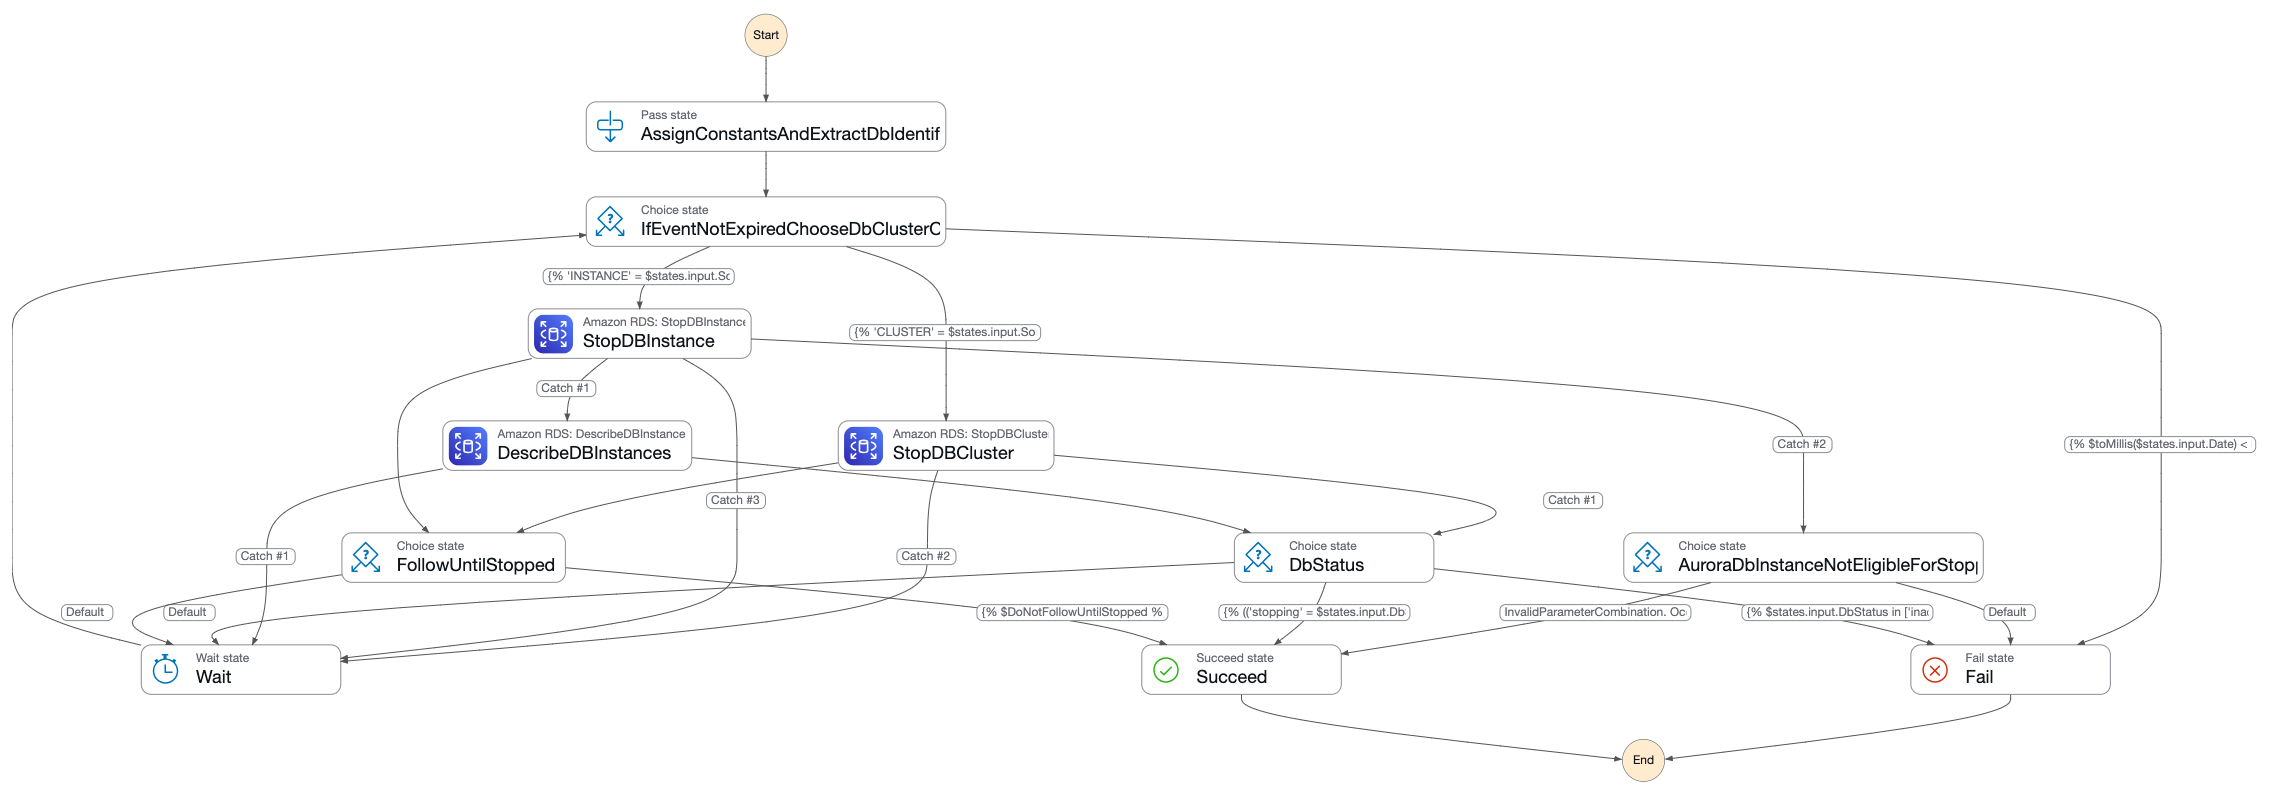 Start
Pass state
AssignConstantsAndExtractDbIdentif
Choice state
IfEventNotExpiredChooseDbClusterC
{% 'INSTANCE' = $states.input.Sc
Amazon RDS: StopDBInstance
StopDBInstance
{% 'CLUSTER' = $states.input.So
Catch #1
Amazon RDS: DescribeDBInstance
DescribeDBInstances
Amazon RDS: StopDBCluster
StopDBCluster
Catch #2
{% $toMillis($states.input.Date) <
Catch #3
Catch #1
Catch #1
Choice state
FollowUntilStopped
Catch #2
Choice state
DbStatus
Choice state
AuroraDbInstanceNotEligibleForStopp
Default
Default
{% $DoNotFollowUntilStopped %
{% (('stopping' = $states.input.Db
InvalidParameterCombination. Oc
{% $states.input.DbStatus in ['ina
Default
Wait state
Wait
Succeed state
Succeed
Fail state
Fail
End